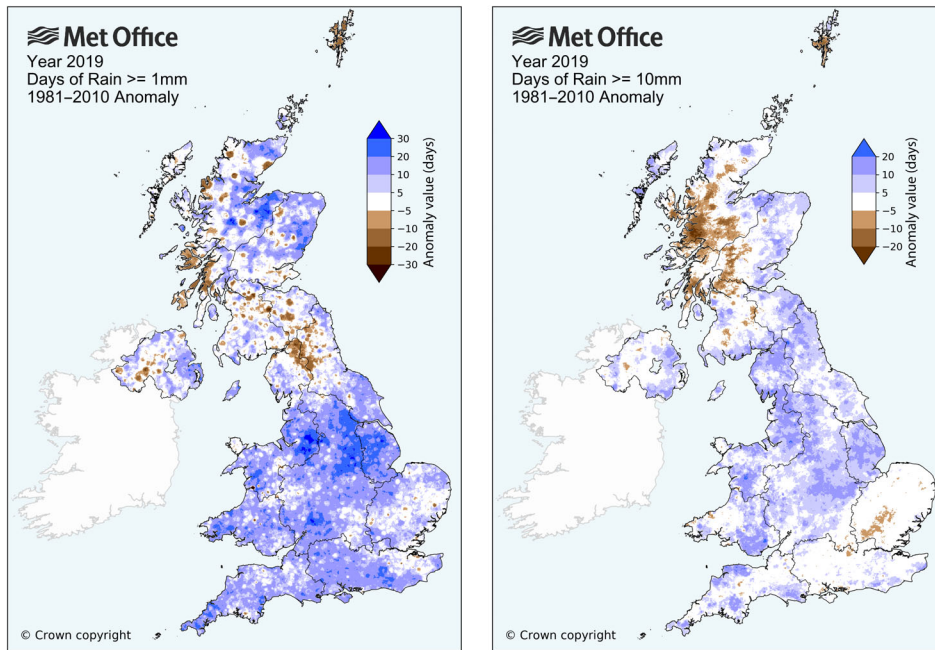 Met Office
Year 2019
Days of Rain >= 1mm
1981–2010 Anomaly
30
20
10
5
−5
−10
−20
−30
Anomaly value (days)
© Crown copyright
Met Office
Year 2019
Days of Rain >= 10mm
1981–2010 Anomaly
20
10
5
−5
−10
−20
Anomaly value (days)
© Crown copyright